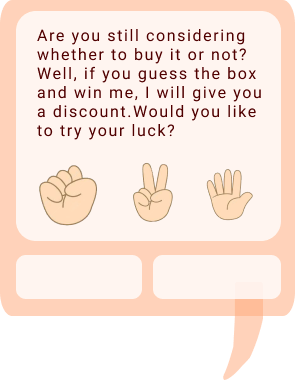 Are you still considering
whether to buy it or not?
Well, if you guess the box
and win me, I will give you
a discount.Would you like
to try your luck?